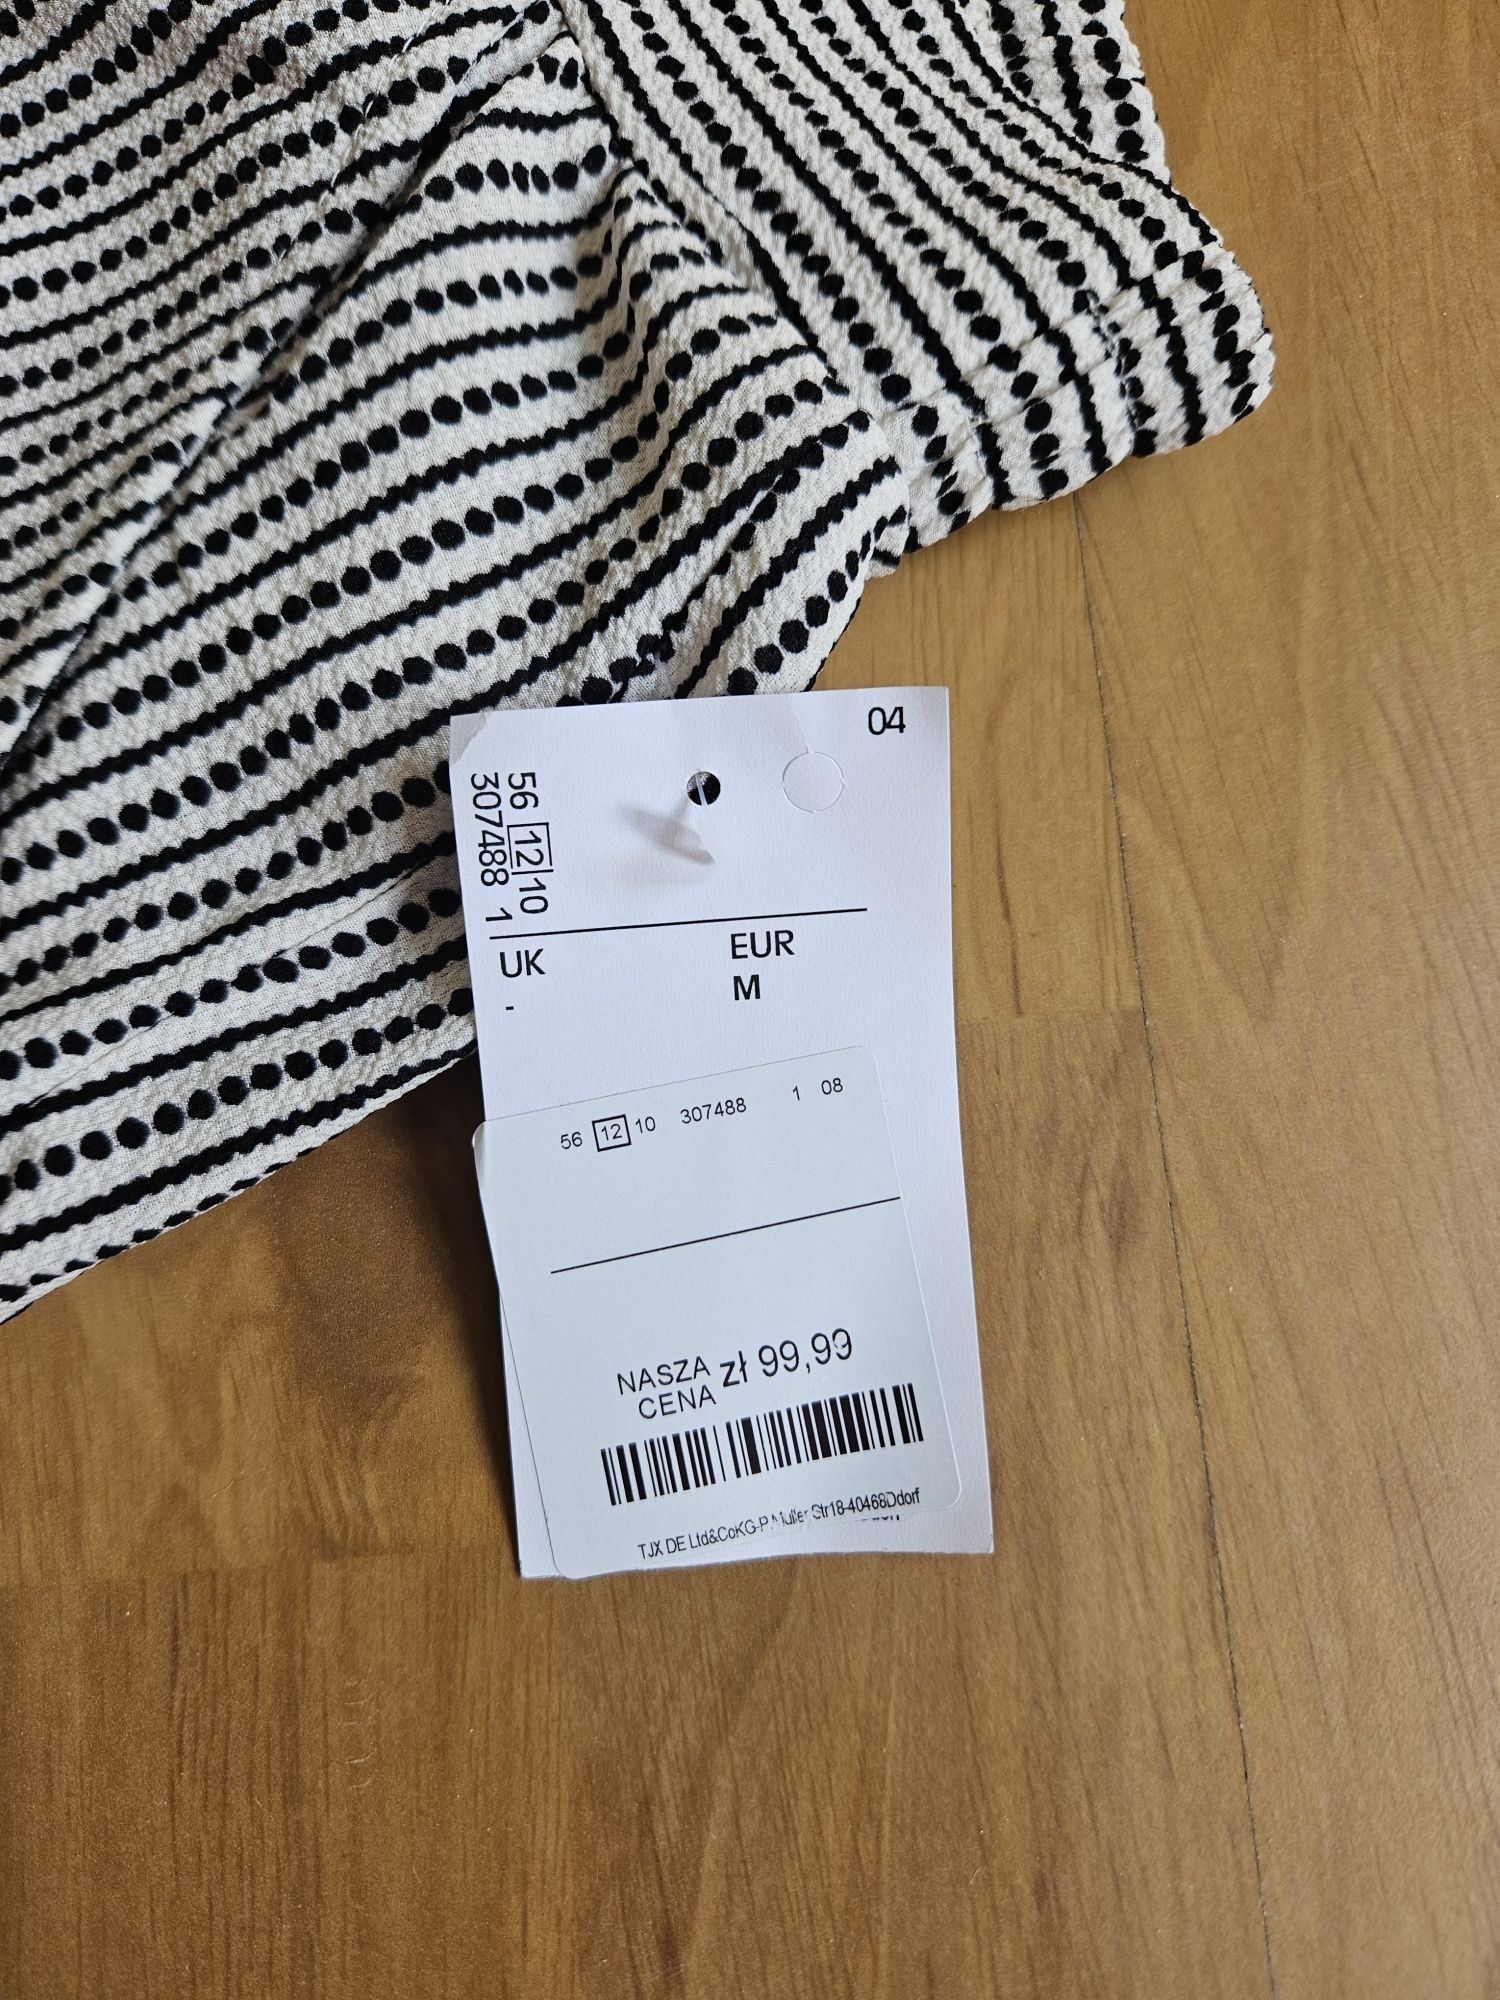 04
56 12 10
307488 1
UK EUR
- M
56 12 10 307488 1 08
NASZA
CENA zł 99,99
TJX DE Ltd&CoKG-P. Muller Str18-40468Ddorf